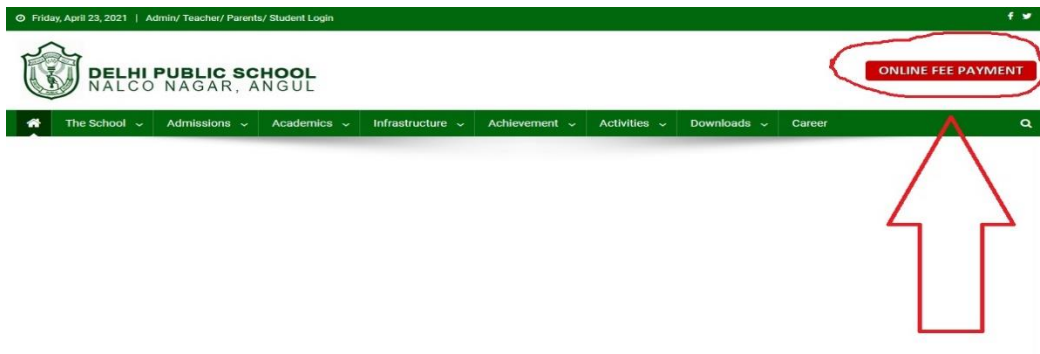 Friday, April 23, 2021 | Admin/ Teacher/ Parents/ Student Login
DELHI PUBLIC SCHOOL
NALCO NAGAR, ANGUL
ONLINE FEE PAYMENT
The School Admissions Academics Infrastructure Achievement Activities Downloads Career